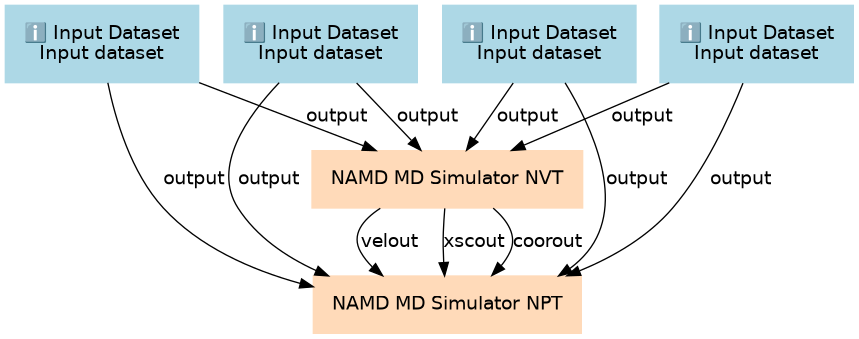 ℹ️ Input Dataset
Input dataset
ℹ️ Input Dataset
Input dataset
ℹ️ Input Dataset
Input dataset
ℹ️ Input Dataset
Input dataset
output
output
output
output
NAMD MD Simulator NVT
output
output
output
output
velout
xscout
coorout
NAMD MD Simulator NPT